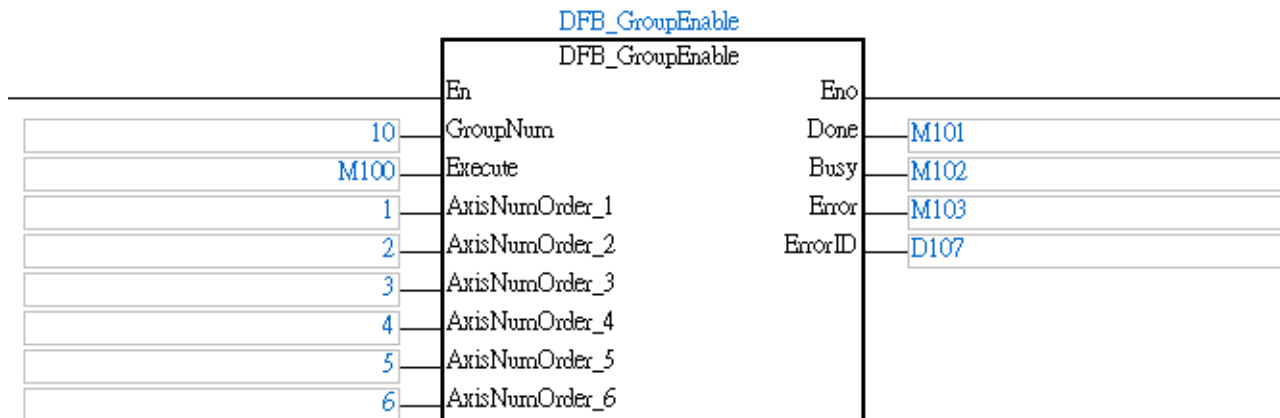 DFB_GroupEnable
DFB_GroupEnable
En Eno
10 GroupNum Done M101
M100 Execute Busy M102
1 AxisNumOrder_1 Error M103
2 AxisNumOrder_2 ErrorID D107
3 AxisNumOrder_3
4 AxisNumOrder_4
5 AxisNumOrder_5
6 AxisNumOrder_6